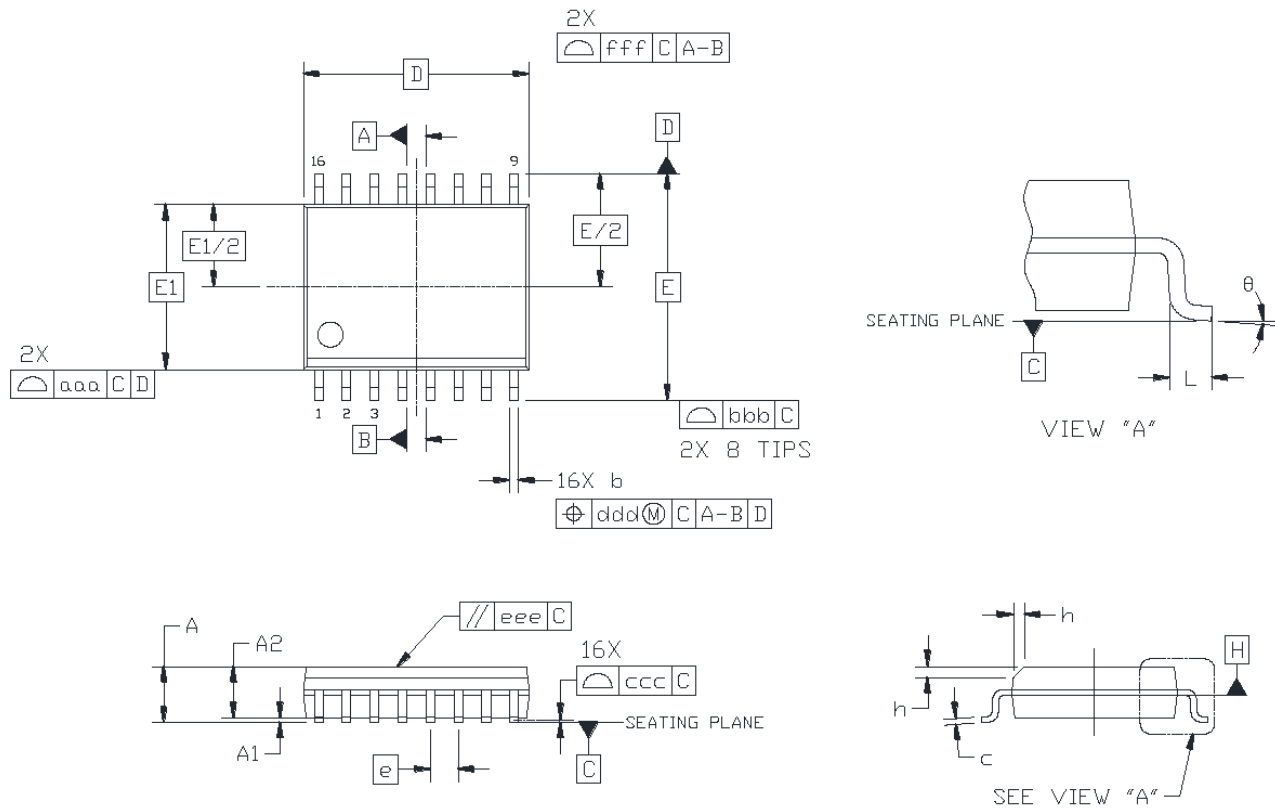 2X
⌓ fff C A-B
D
A
D
16
9
E1/2
E/2
E1
E
2X
⌓ aaa C D
1 2 3
B
⌓ bbb C
2X 8 TIPS
16X b
⌖ ddd Ⓜ C A-B D
θ
SEATING PLANE
C
L
VIEW "A"
// eee C
A
A2
16X
⌓ ccc C
SEATING PLANE
A1
e
C
h
H
h
c
SEE VIEW "A"